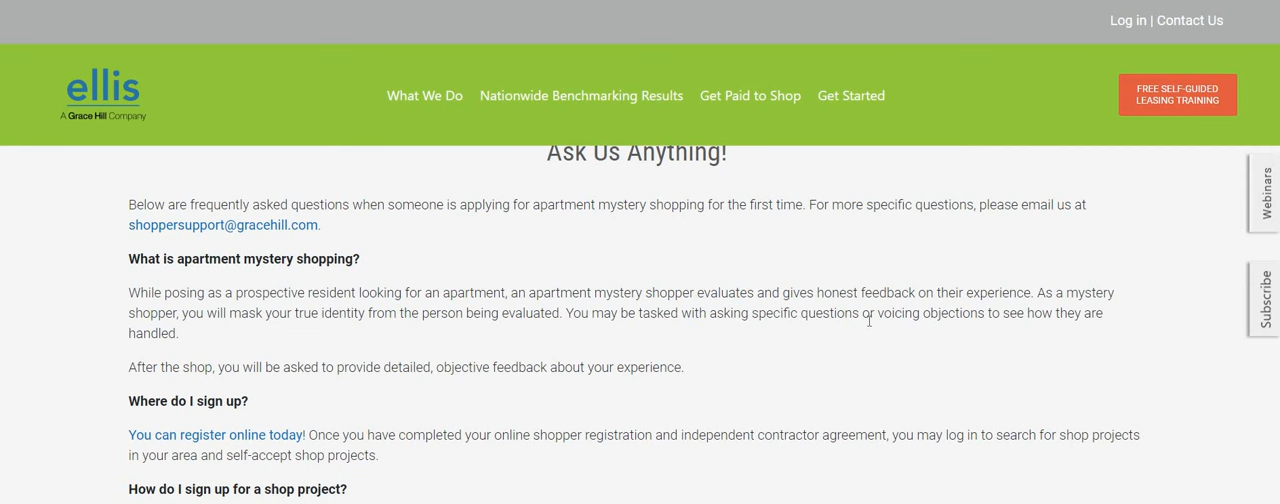 Log in | Contact Us
ellis
A Grace Hill Company
What We Do
Nationwide Benchmarking Results
Get Paid to Shop
Get Started
FREE SELF-GUIDED
LEASING TRAINING
Ask Us Anything!
Webinars
Below are frequently asked questions when someone is applying for apartment mystery shopping for the first time. For more specific questions, please email us at
shoppersupport@gracehill.com.
What is apartment mystery shopping?
Subscribe
While posing as a prospective resident looking for an apartment, an apartment mystery shopper evaluates and gives honest feedback on their experience. As a mystery
shopper, you will mask your true identity from the person being evaluated. You may be tasked with asking specific questions or voicing objections to see how they are
handled.
After the shop, you will be asked to provide detailed, objective feedback about your experience.
Where do I sign up?
You can register online today! Once you have completed your online shopper registration and independent contractor agreement, you may log in to search for shop projects
in your area and self-accept shop projects.
How do I sign up for a shop project?